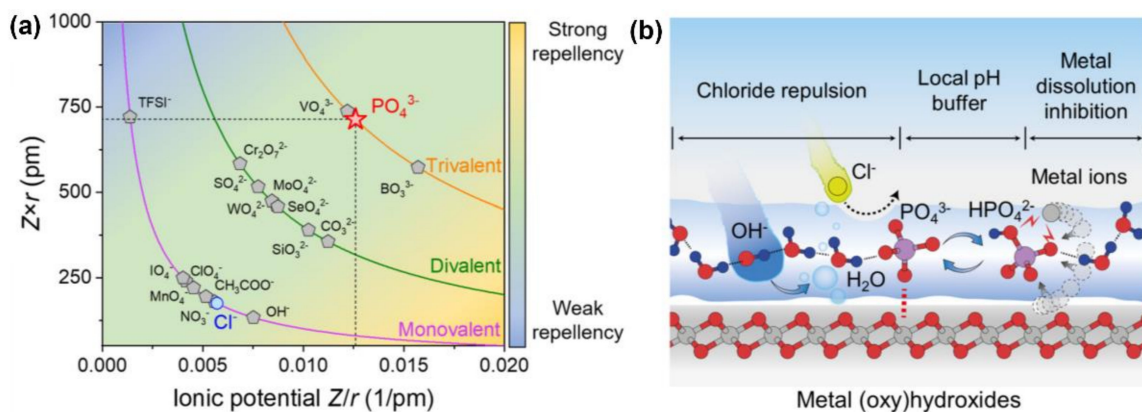 (a)
1000
750
500
250
Z×r (pm)
0.000
0.005
0.010
0.015
0.020
Ionic potential Z/r (1/pm)
TFSI⁻
VO₄³⁻
PO₄³⁻
Trivalent
BO₃³⁻
Cr₂O₇²⁻
SO₄²⁻
MoO₄²⁻
WO₄²⁻
SeO₄²⁻
CO₃²⁻
SiO₃²⁻
Divalent
IO₄⁻
ClO₄⁻
MnO₄⁻
CH₃COO⁻
NO₃⁻
Cl⁻
OH⁻
Monovalent
Strong
repellency
Weak
repellency
(b)
Chloride repulsion
Local pH
buffer
Metal
dissolution
inhibition
Cl⁻
Metal ions
OH⁻
PO₄³⁻
HPO₄²⁻
H₂O
Metal (oxy)hydroxides